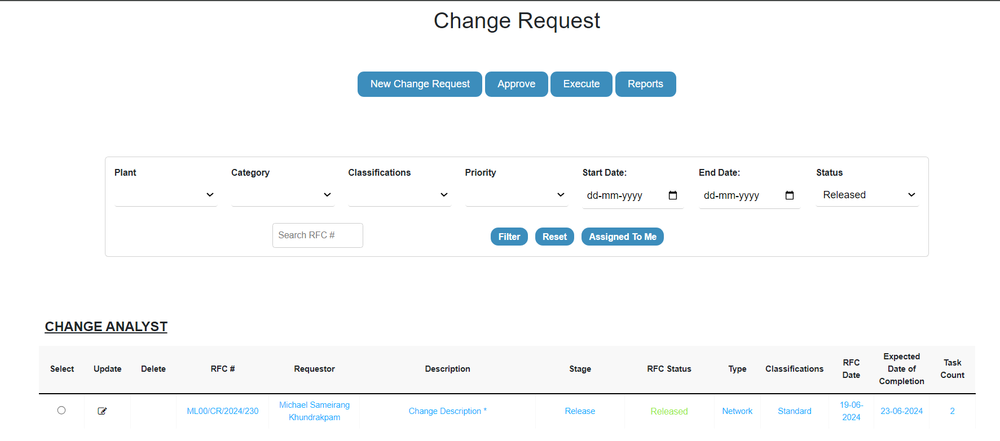 Change Request
New Change Request Approve Execute Reports
Plant Category Classifications Priority Start Date: End Date: Status
dd-mm-yyyy dd-mm-yyyy Released
Search RFC # Filter Reset Assigned To Me
CHANGE ANALYST
Select Update Delete RFC # Requestor Description Stage RFC Status Type Classifications RFC Date Expected Date of Completion Task Count
ML00/CR/2024/230 Michael Sameirang Khundrakpam Change Description * Release Released Network Standard 19-06-2024 23-06-2024 2